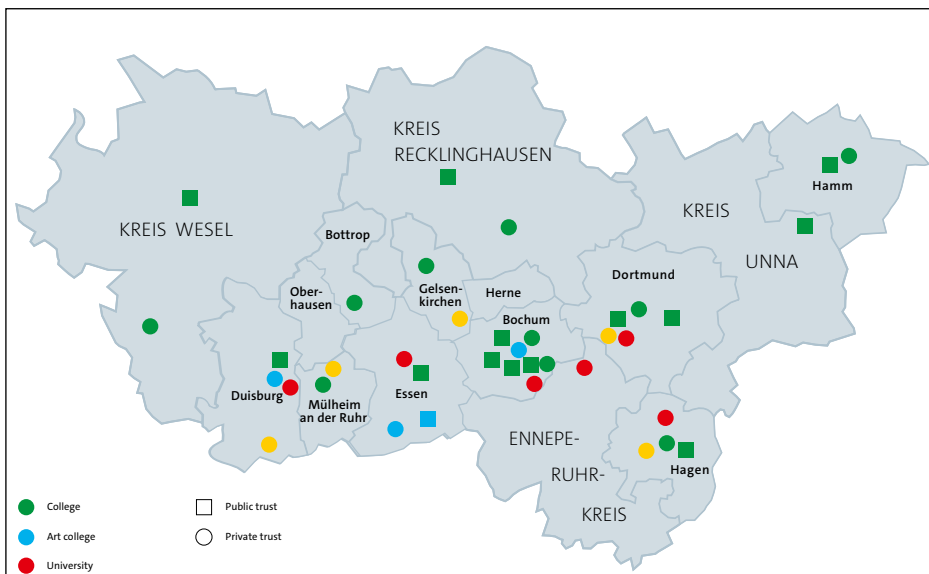 KREIS
RECKLINGHAUSEN
Hamm
KREIS
KREIS WESEL
Bottrop
UNNA
Dortmund
Ober-
hausen
Gelsen-
kirchen
Herne
Bochum
Duisburg
Mülheim
an der Ruhr
Essen
ENNEPE-
RUHR-
KREIS
Hagen
College
Public trust
Art college
Private trust
University